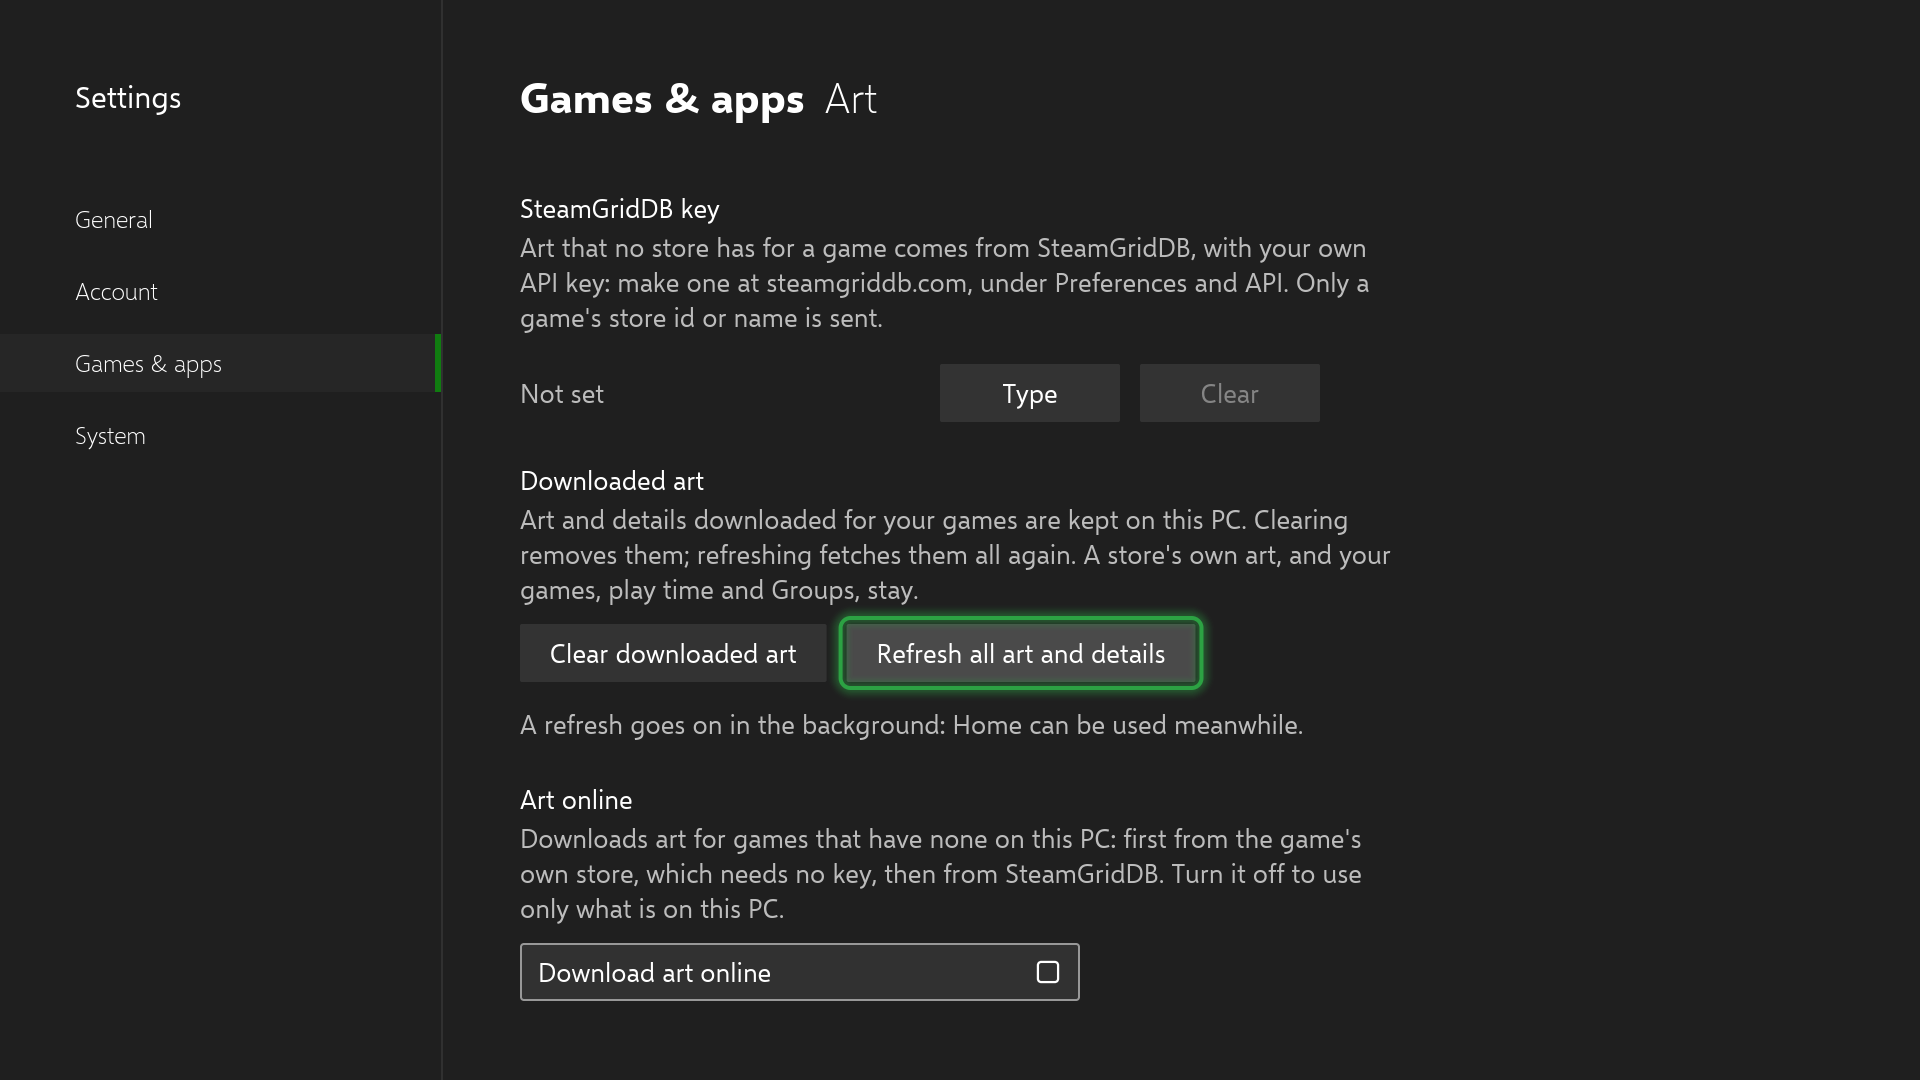 Settings
General
Account
Games & apps
System
Games & apps Art
SteamGridDB key
Art that no store has for a game comes from SteamGridDB, with your own
API key: make one at steamgriddb.com, under Preferences and API. Only a
game's store id or name is sent.
Not set
Type
Clear
Downloaded art
Art and details downloaded for your games are kept on this PC. Clearing
removes them; refreshing fetches them all again. A store's own art, and your
games, play time and Groups, stay.
Clear downloaded art
Refresh all art and details
A refresh goes on in the background: Home can be used meanwhile.
Art online
Downloads art for games that have none on this PC: first from the game's
own store, which needs no key, then from SteamGridDB. Turn it off to use
only what is on this PC.
Download art online